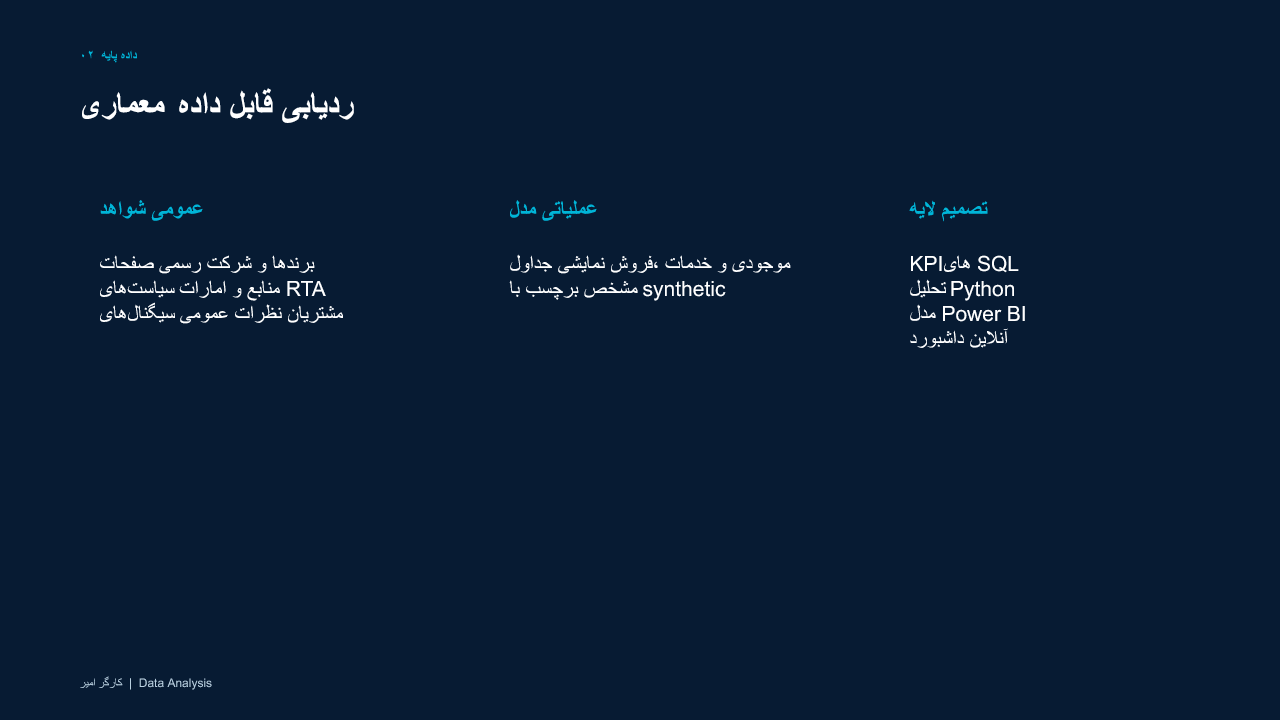 داده پایه ۰۲
ردیابی قابل داده معماری
عمومی شواهد
برندها و شرکت رسمی صفحات
RTA منابع و امارات سیاست‌های
مشتریان نظرات عمومی سیگنال‌های
عملیاتی مدل
موجودی و خدمات ،فروش نمایشی جداول
synthetic مشخص برچسب با
تصمیم لایه
SQL هایKPI
Python تحلیل
Power BI مدل
آنلاین داشبورد
کارگر امیر | Data Analysis